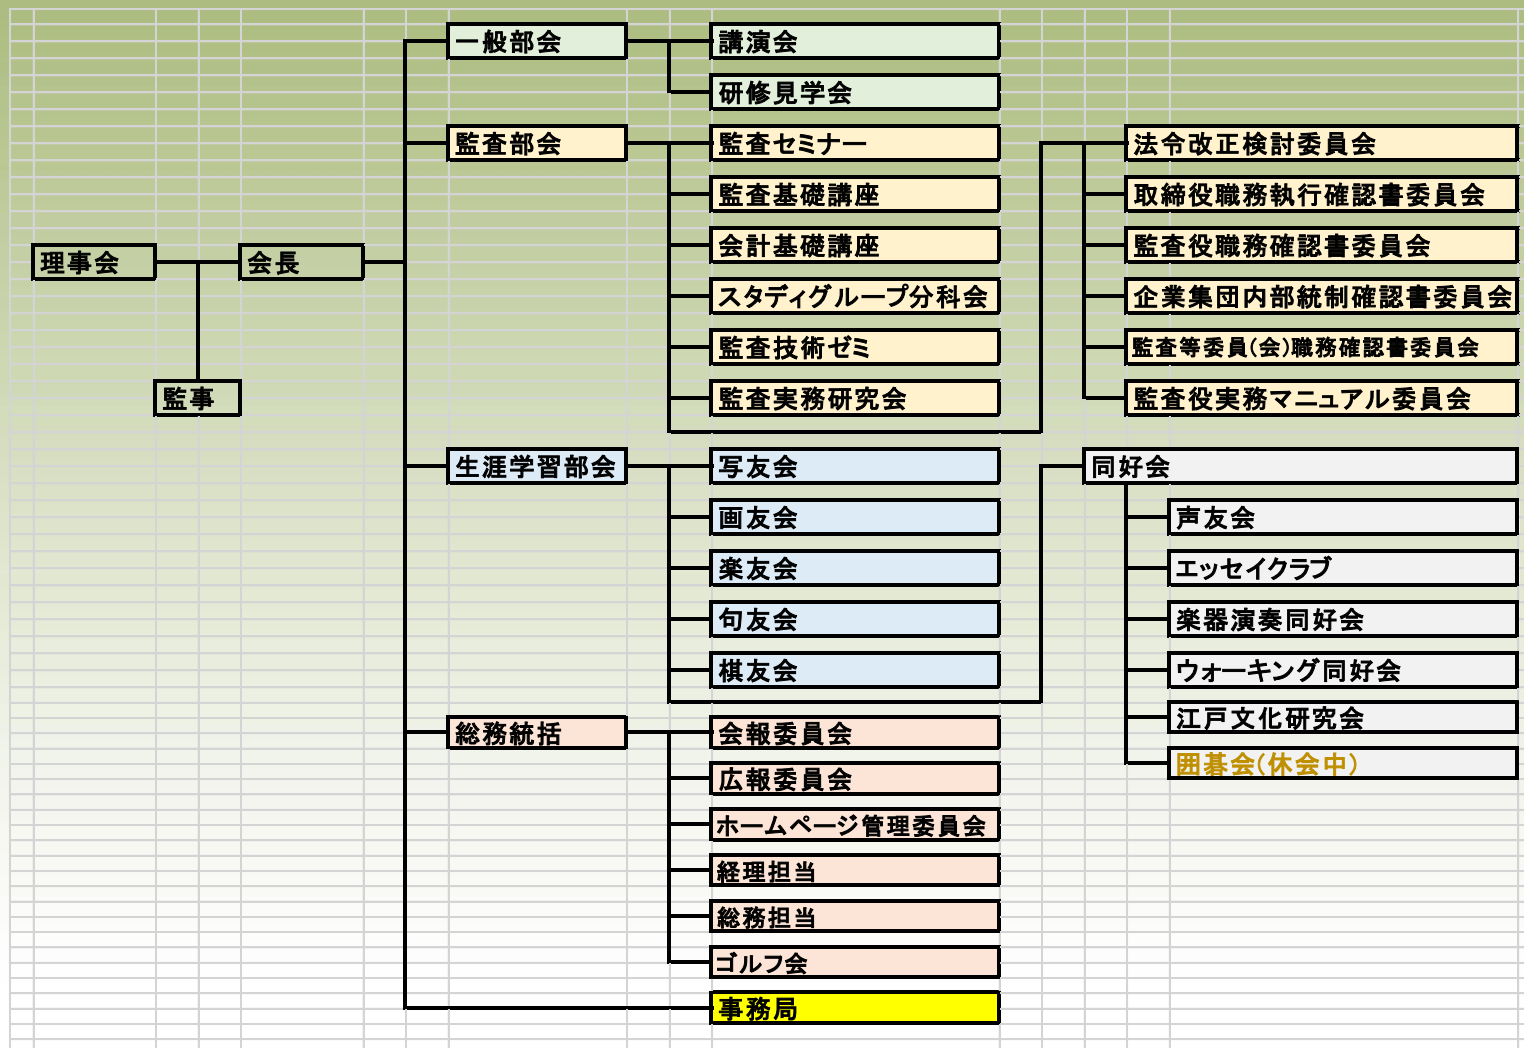 理事会
会長
監事
一般部会
講演会
研修見学会
監査部会
監査セミナー
監査基礎講座
会計基礎講座
スタディグループ分科会
監査技術ゼミ
監査実務研究会
法令改正検討委員会
取締役職務執行確認書委員会
監査役職務確認書委員会
企業集団内部統制確認書委員会
監査等委員(会)職務確認書委員会
監査役実務マニュアル委員会
生涯学習部会
写友会
画友会
楽友会
句友会
棋友会
同好会
声友会
エッセイクラブ
楽器演奏同好会
ウォーキング同好会
江戸文化研究会
囲碁会(休会中)
総務統括
会報委員会
広報委員会
ホームページ管理委員会
経理担当
総務担当
ゴルフ会
事務局